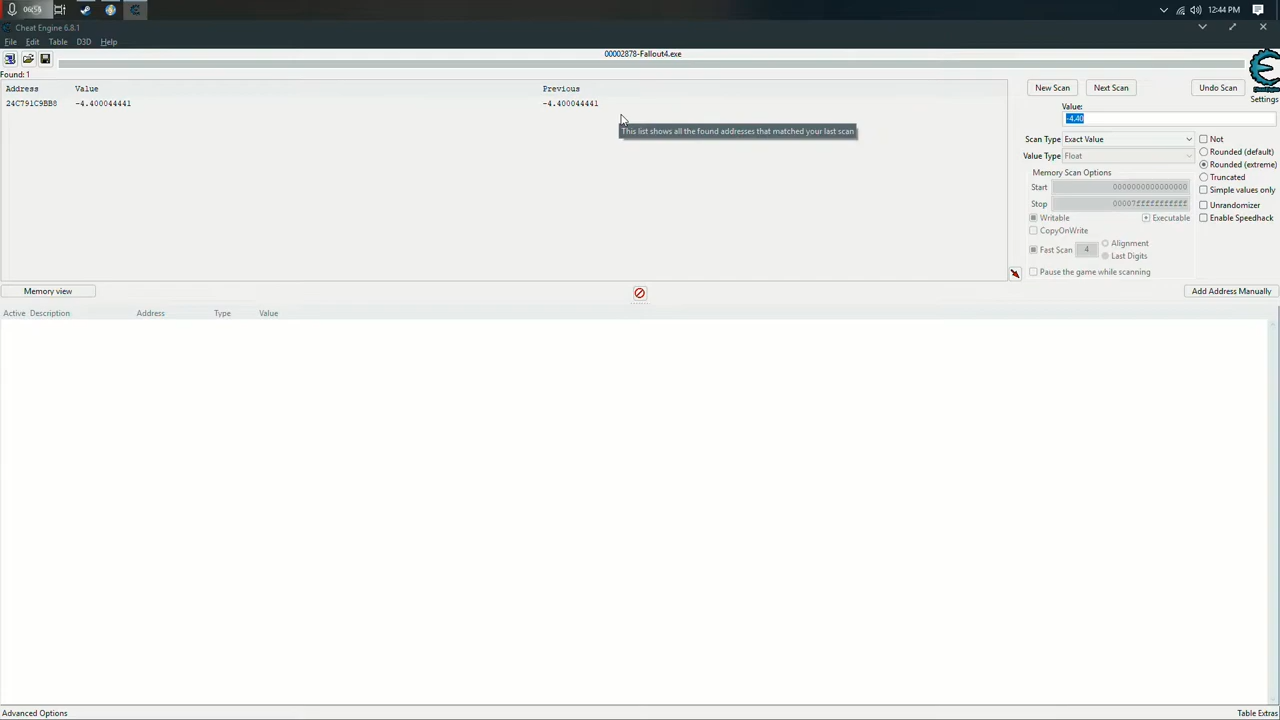 06:56
12:44 PM
Cheat Engine 6.8.1
File Edit Table D3D Help
00002878-Fallout4.exe
Found: 1
Address Value Previous
24C791C9BB8 -4.400044441 -4.400044441
This list shows all the found addresses that matched your last scan
New Scan Next Scan Undo Scan
Settings
Value:
-4.40
Scan Type Exact Value Not
Value Type Float Rounded (default)
Rounded (extreme)
Memory Scan Options Truncated
Start 0000000000000000 Simple values only
Stop 00007fffffffffff Unrandomizer
Writable Executable Enable Speedhack
CopyOnWrite
Fast Scan 4 Alignment
Last Digits
Pause the game while scanning
Memory view Add Address Manually
Active Description Address Type Value
Advanced Options Table Extras